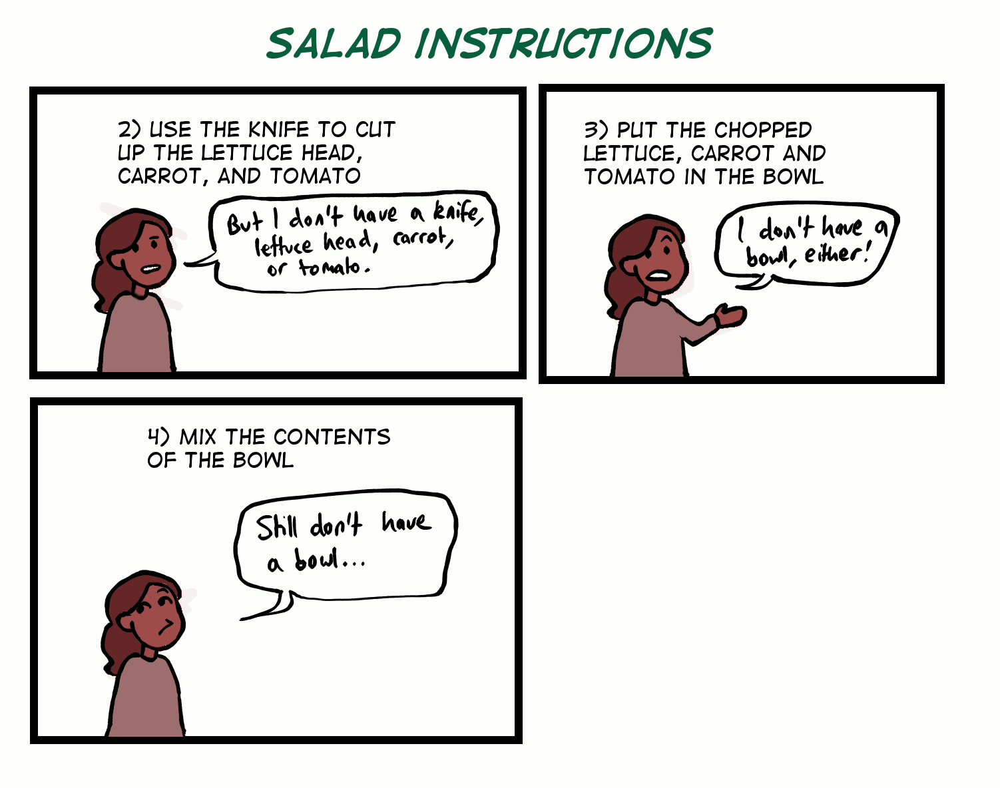 SALAD INSTRUCTIONS
2) USE THE KNIFE TO CUT
UP THE LETTUCE HEAD,
CARROT, AND TOMATO
But I don't have a knife,
lettuce head, carrot,
or tomato.
3) PUT THE CHOPPED
LETTUCE, CARROT AND
TOMATO IN THE BOWL
I don't have a
bowl, either!
4) MIX THE CONTENTS
OF THE BOWL
Still don't have
a bowl...